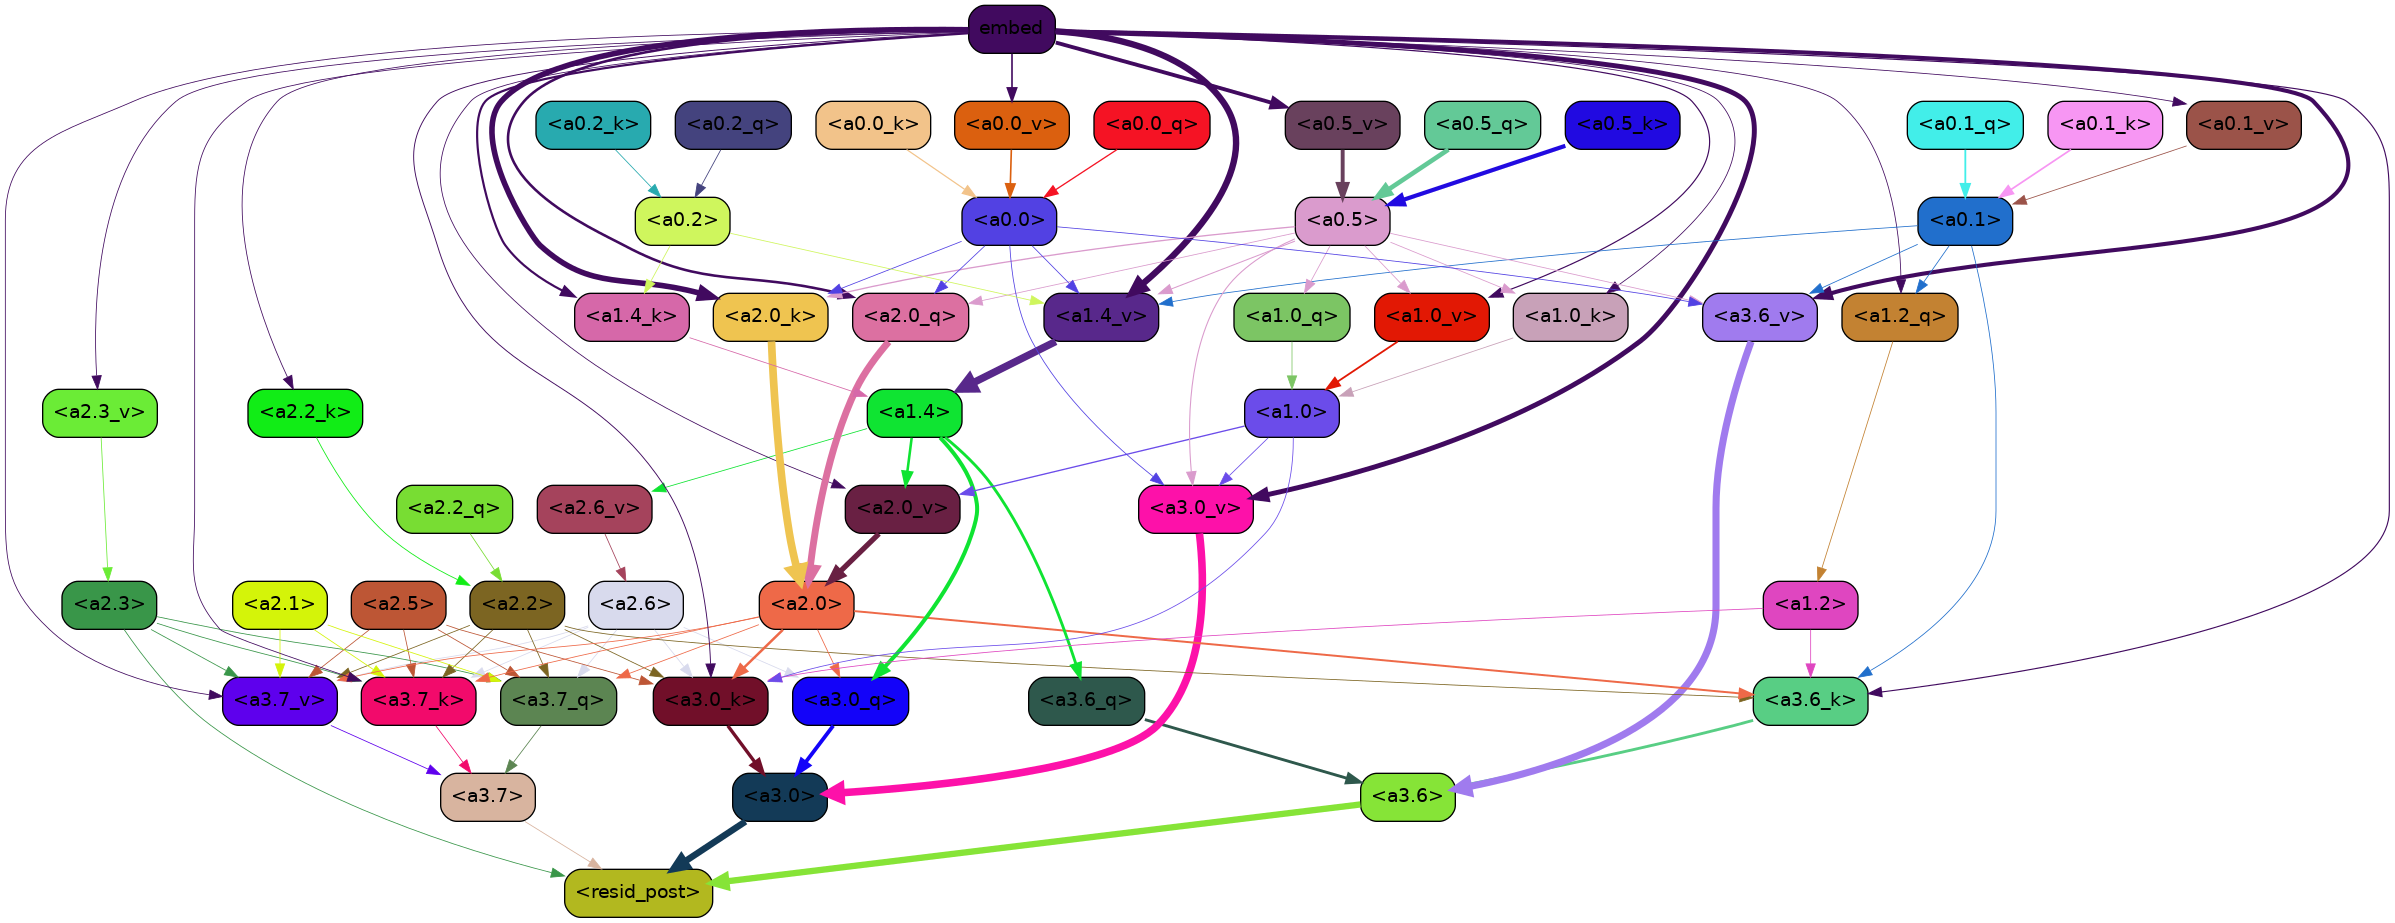 embed
<a0.2_k>
<a0.2_q>
<a0.0_k>
<a0.0_v>
<a0.0_q>
<a0.5_v>
<a0.5_q>
<a0.5_k>
<a0.1_q>
<a0.1_k>
<a0.1_v>
<a0.2>
<a0.0>
<a0.5>
<a0.1>
<a1.4_k>
<a2.0_k>
<a2.0_q>
<a1.4_v>
<a1.0_q>
<a1.0_v>
<a1.0_k>
<a3.6_v>
<a1.2_q>
<a2.3_v>
<a2.2_k>
<a1.4>
<a1.0>
<a2.2_q>
<a2.6_v>
<a2.0_v>
<a3.0_v>
<a2.3>
<a2.1>
<a2.5>
<a2.2>
<a2.6>
<a2.0>
<a1.2>
<a3.7_v>
<a3.7_k>
<a3.7_q>
<a3.0_k>
<a3.0_q>
<a3.6_q>
<a3.6_k>
<a3.7>
<a3.0>
<a3.6>
<resid_post>